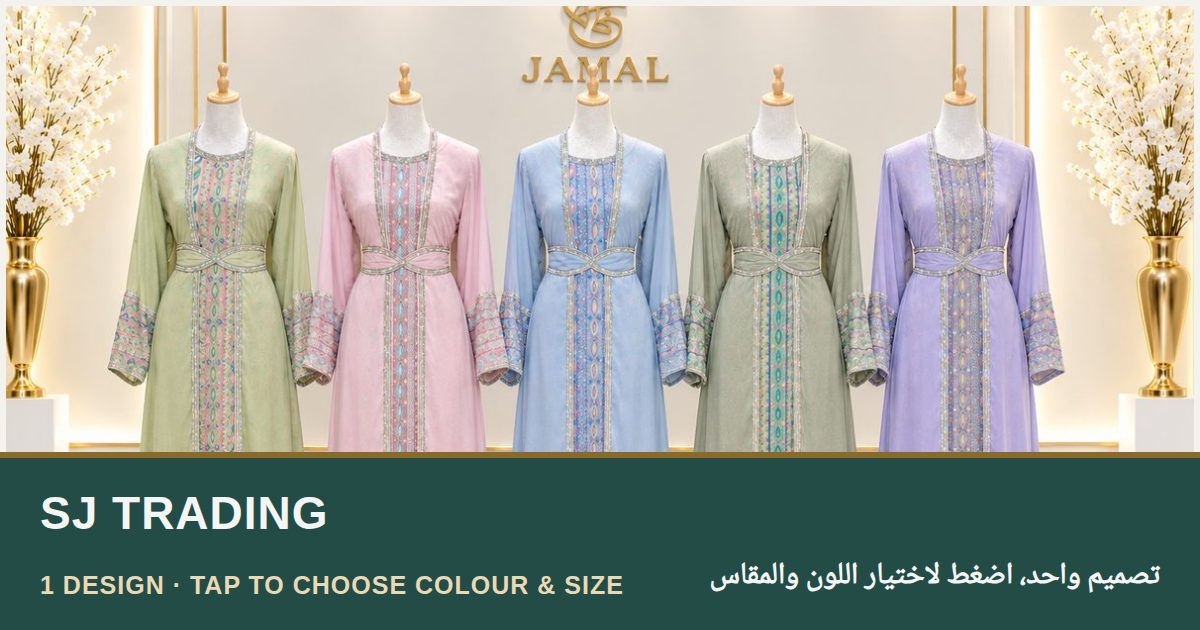 JAMAL
SJ TRADING
1 DESIGN · TAP TO CHOOSE COLOUR & SIZE
تصميم واحد، اضغط لاختيار اللون والمقاس